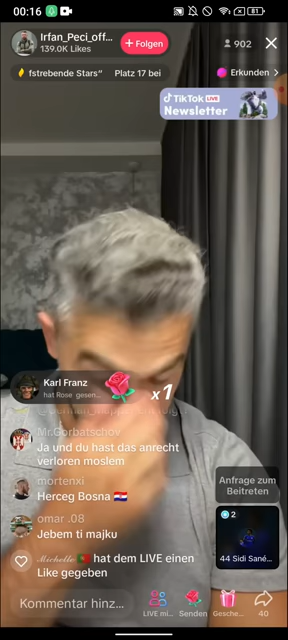 00:16
81
Irfan_Peci_off...
139.0K Likes
+ Folgen
902
fstrebende Stars“ Platz 17 bei
Erkunden >
TikTok LIVE
Newsletter
Karl Franz
hat Rose gesen...
x1
Mr.Gorbatschov
Ja und du hast das anrecht
verloren moslem
mortenxi
Herceg Bosna 🇭🇷
omar .08
Jebem ti majku
Michelle 🇵🇹 hat dem LIVE einen
Like gegeben
Anfrage zum
Beitreten
2
44 Sidi Sané...
Kommentar hinz...
LIVE mi...
Senden
Gesche...
40